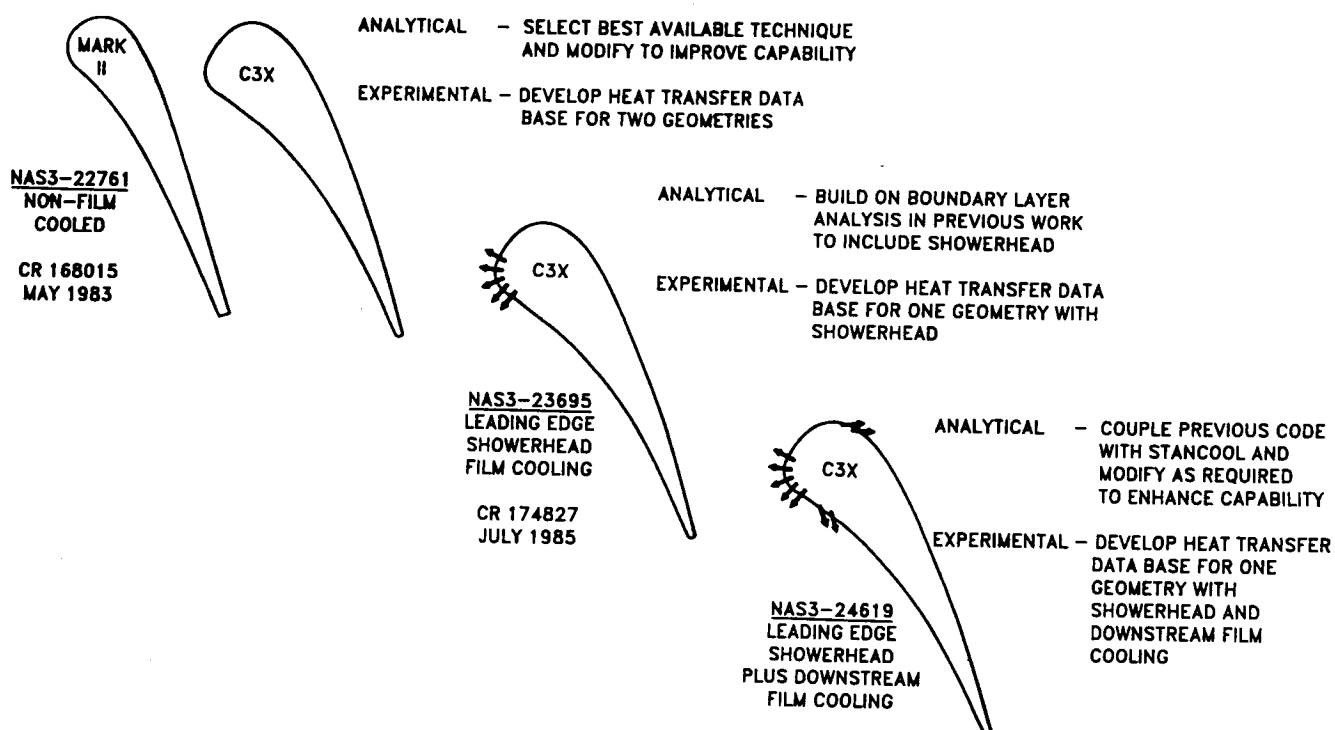 MARK
II
C3X
ANALYTICAL - SELECT BEST AVAILABLE TECHNIQUE
AND MODIFY TO IMPROVE CAPABILITY
EXPERIMENTAL - DEVELOP HEAT TRANSFER DATA
BASE FOR TWO GEOMETRIES
NAS3-22761
NON-FILM
COOLED
CR 168015
MAY 1983
ANALYTICAL - BUILD ON BOUNDARY LAYER
ANALYSIS IN PREVIOUS WORK
TO INCLUDE SHOWERHEAD
EXPERIMENTAL - DEVELOP HEAT TRANSFER DATA
BASE FOR ONE GEOMETRY WITH
SHOWERHEAD
C3X
NAS3-23695
LEADING EDGE
SHOWERHEAD
FILM COOLING
CR 174827
JULY 1985
ANALYTICAL - COUPLE PREVIOUS CODE
WITH STANCOOL AND
MODIFY AS REQUIRED
TO ENHANCE CAPABILITY
EXPERIMENTAL - DEVELOP HEAT TRANSFER
DATA BASE FOR ONE
GEOMETRY WITH
SHOWERHEAD AND
DOWNSTREAM FILM
COOLING
C3X
NAS3-24619
LEADING EDGE
SHOWERHEAD
PLUS DOWNSTREAM
FILM COOLING